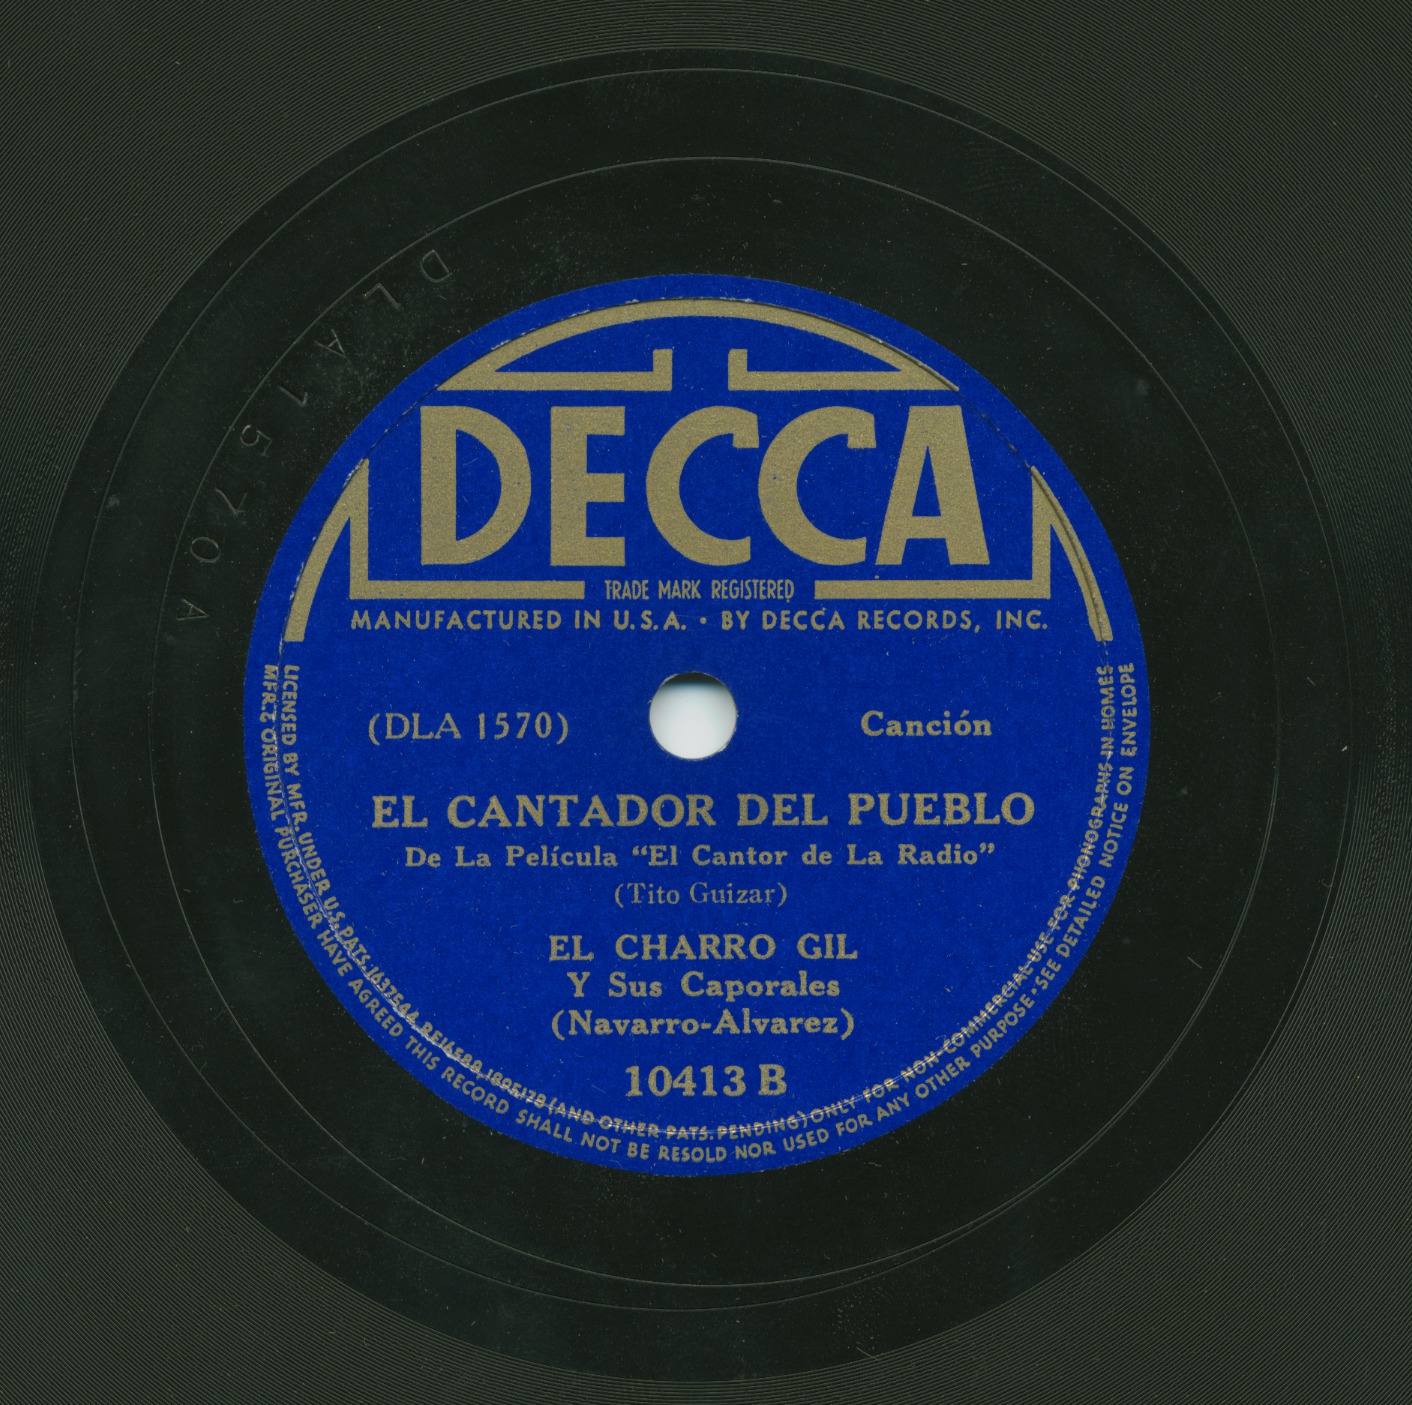 DECCA
TRADE MARK REGISTERED
MANUFACTURED IN U.S.A. • BY DECCA RECORDS, INC.
(DLA 1570)
Canción
EL CANTADOR DEL PUEBLO
De La Película “El Cantor de La Radio”
(Tito Guizar)
EL CHARRO GIL
Y Sus Caporales
(Navarro-Alvarez)
10413 B
LICENSED BY MFR. UNDER U.S. PATS. 1637544, RE16588, 1895128 (AND OTHER PATS. PENDING) ONLY FOR NON-COMMERCIAL USE FOR PHONOGRAPHS IN HOMES
MFR. & ORIGINAL PURCHASER HAVE AGREED THIS RECORD SHALL NOT BE RESOLD NOR USED FOR ANY OTHER PURPOSE • SEE DETAILED NOTICE ON ENVELOPE
DLA 1570 A